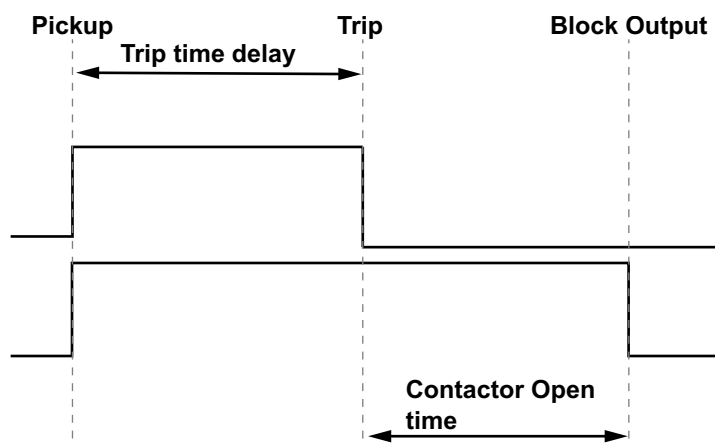 Pickup
Trip
Block Output
Trip time delay
Contactor Open
time